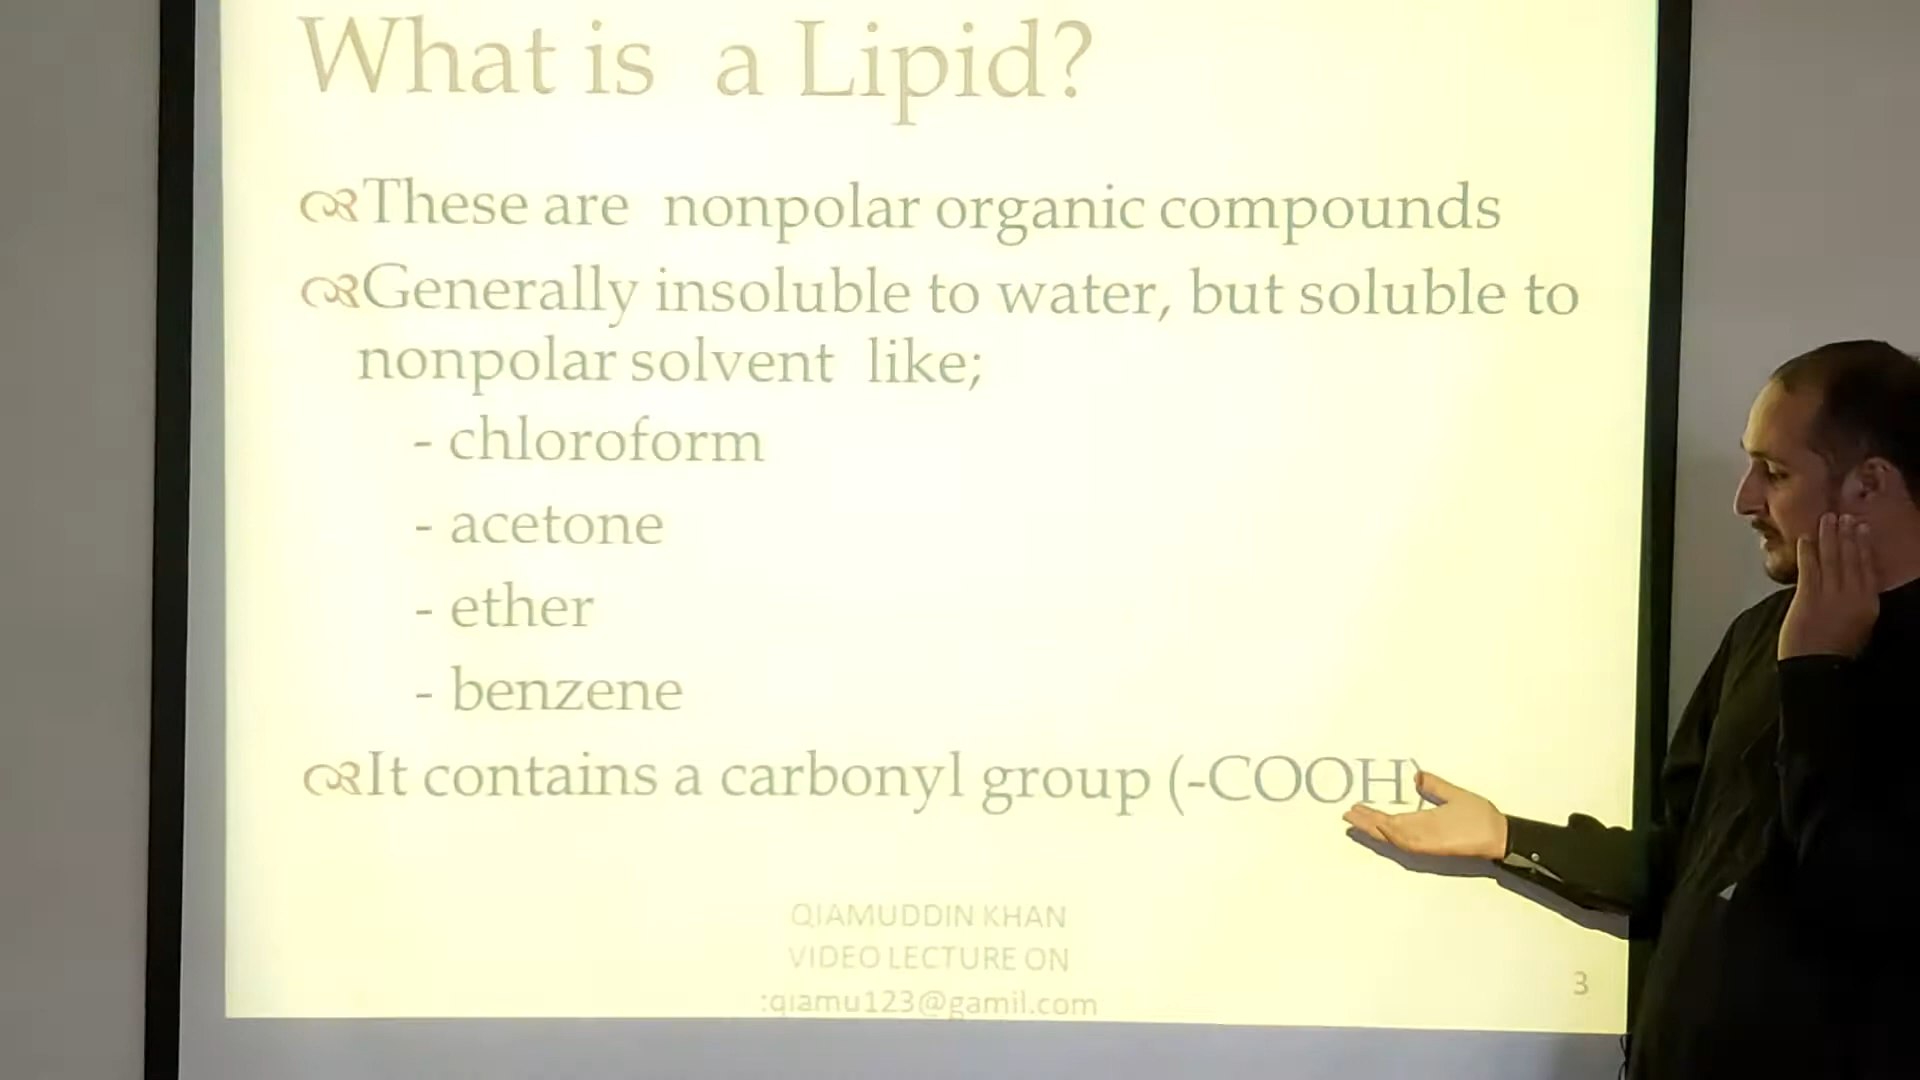 What is a Lipid?
These are nonpolar organic compounds
Generally insoluble to water, but soluble to
nonpolar solvent like;
- chloroform
- acetone
- ether
- benzene
It contains a carbonyl group (-COOH)
QIAMUDDIN KHAN
VIDEO LECTURE ON
:qiamu123@gamil.com
3